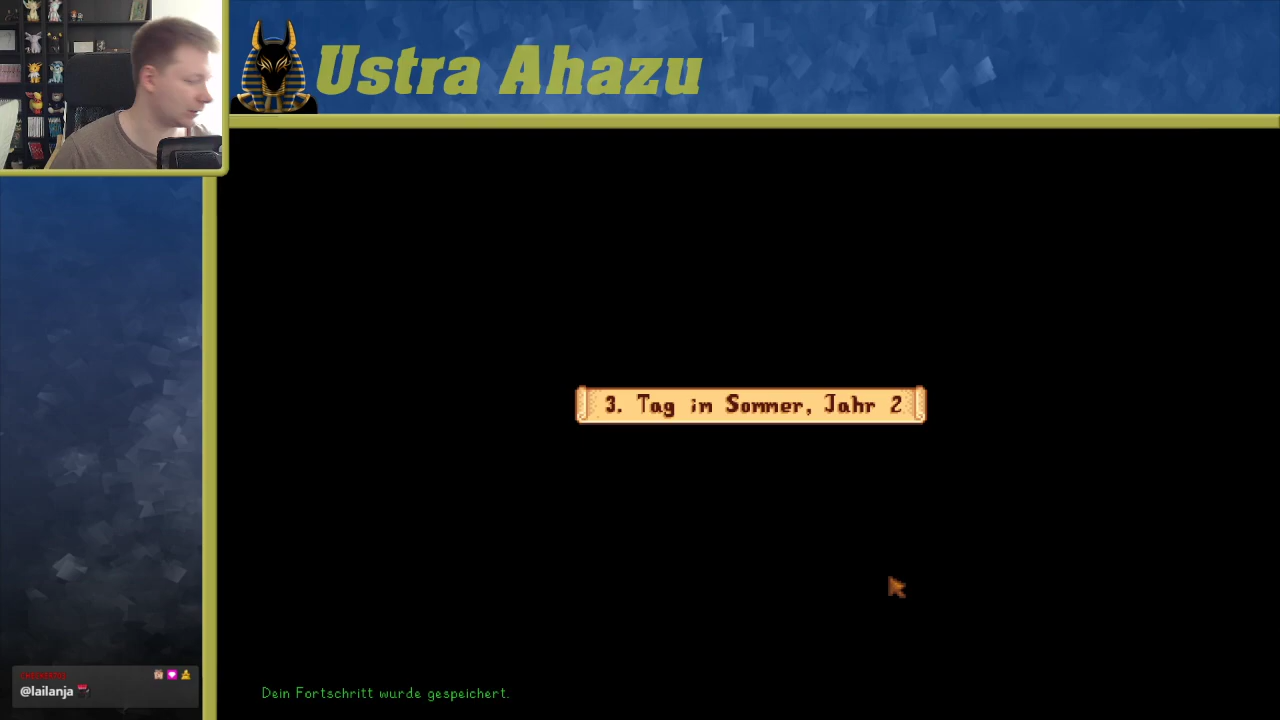 Ustra Ahazu
3. Tag im Sommer, Jahr 2
@lailanja
Dein Fortschritt wurde gespeichert.